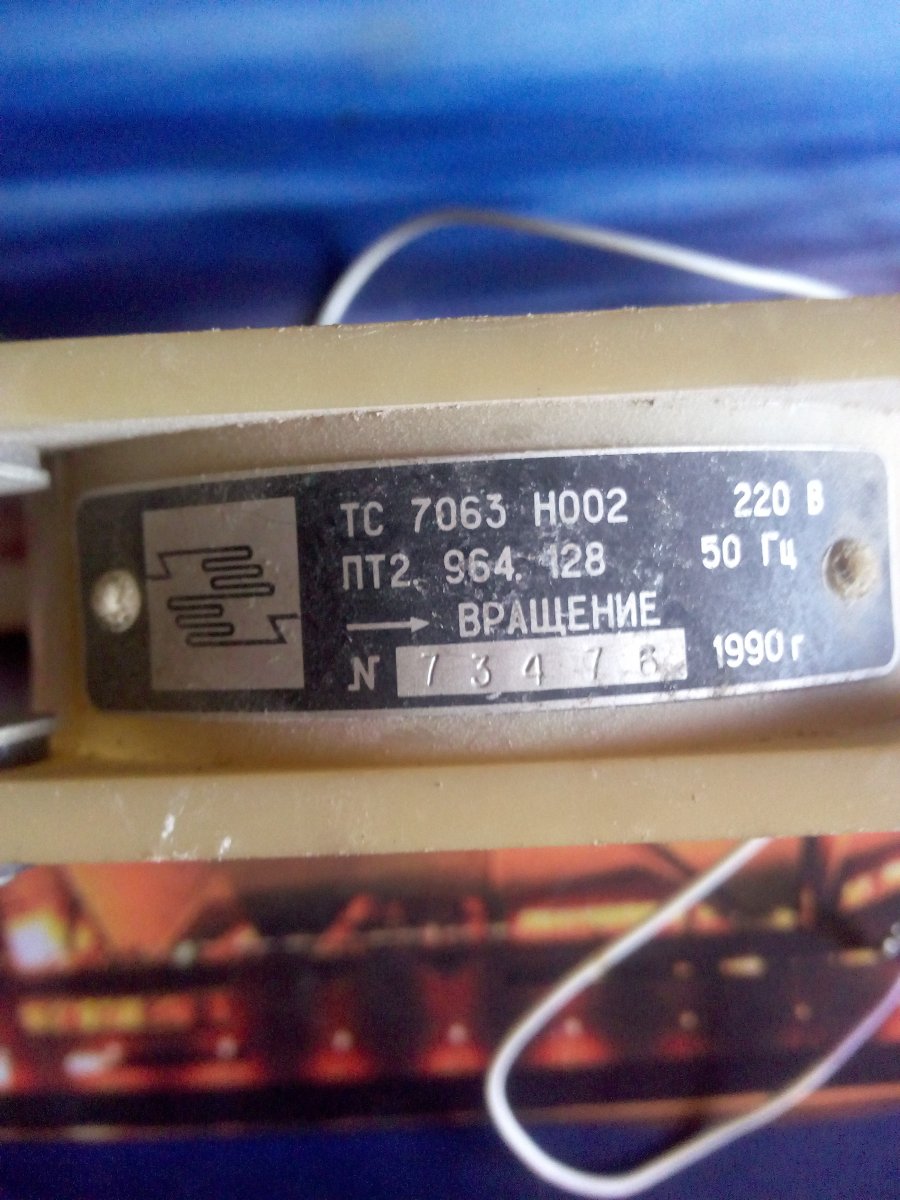 ТС 7063 Н002 220 В
ПТ2. 964. 128 50 Гц
ВРАЩЕНИЕ
N 73476 1990 г